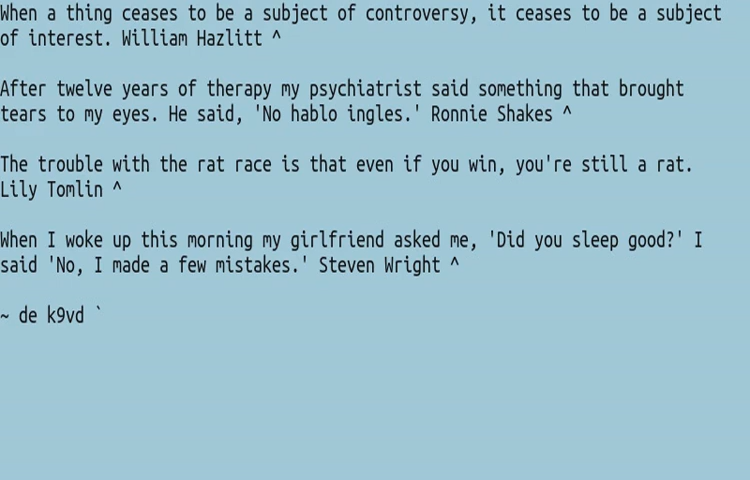 When a thing ceases to be a subject of controversy, it ceases to be a subject
of interest. William Hazlitt ^
After twelve years of therapy my psychiatrist said something that brought
tears to my eyes. He said, 'No hablo ingles.' Ronnie Shakes ^
The trouble with the rat race is that even if you win, you're still a rat.
Lily Tomlin ^
When I woke up this morning my girlfriend asked me, 'Did you sleep good?' I
said 'No, I made a few mistakes.' Steven Wright ^
~ de k9vd `